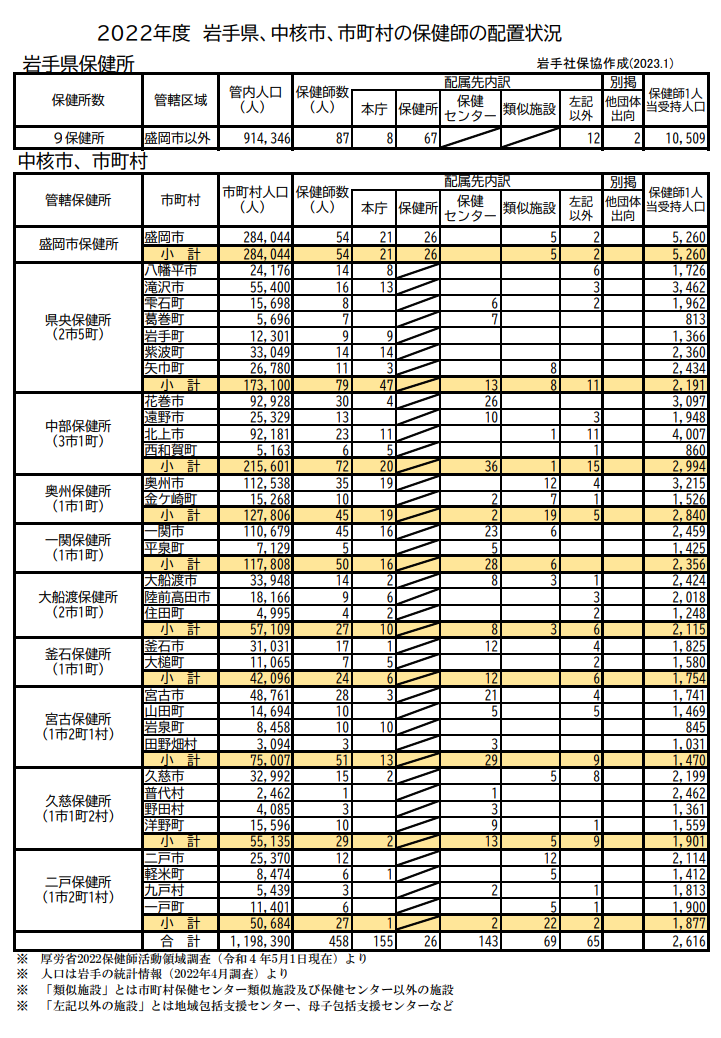 2022年度 岩手県、中核市、市町村の保健師の配置状況
岩手県保健所
岩手社保協作成(2023.1)
保健所数 管轄区域 管内人口（人） 保健師数（人） 配属先内訳 別掲 保健師1人当受持人口
本庁 保健所 保健センター 類似施設 左記以外 他団体出向
9保健所 盛岡市以外 914,346 87 8 67 12 2 10,509
中核市、市町村
管轄保健所 市町村 市町村人口（人） 保健師数（人） 配属先内訳 別掲 保健師1人当受持人口
本庁 保健所 保健センター 類似施設 左記以外 他団体出向
盛岡市保健所
盛岡市 284,044 54 21 26 5 2 5,260
小 計 284,044 54 21 26 5 2 5,260
県央保健所（2市5町）
八幡平市 24,176 14 8 6 1,726
滝沢市 55,400 16 13 3 3,462
雫石町 15,698 8 6 2 1,962
葛巻町 5,696 7 7 813
岩手町 12,301 9 9 1,366
紫波町 33,049 14 14 2,360
矢巾町 26,780 11 3 8 2,434
小 計 173,100 79 47 13 8 11 2,191
中部保健所（3市1町）
花巻市 92,928 30 4 26 3,097
遠野市 25,329 13 10 3 1,948
北上市 92,181 23 11 1 11 4,007
西和賀町 5,163 6 5 1 860
小 計 215,601 72 20 36 1 15 2,994
奥州保健所（1市1町）
奥州市 112,538 35 19 12 4 3,215
金ケ崎町 15,268 10 2 7 1 1,526
小 計 127,806 45 19 2 19 5 2,840
一関保健所（1市1町）
一関市 110,679 45 16 23 6 2,459
平泉町 7,129 5 5 1,425
小 計 117,808 50 16 28 6 2,356
大船渡保健所（2市1町）
大船渡市 33,948 14 2 8 3 1 2,424
陸前高田市 18,166 9 6 3 2,018
住田町 4,995 4 2 2 1,248
小 計 57,109 27 10 8 3 6 2,115
釜石保健所（1市1町）
釜石市 31,031 17 1 12 4 1,825
大槌町 11,065 7 5 2 1,580
小 計 42,096 24 6 12 6 1,754
宮古保健所（1市2町1村）
宮古市 48,761 28 3 21 4 1,741
山田町 14,694 10 5 5 1,469
岩泉町 8,458 10 10 845
田野畑村 3,094 3 3 1,031
小 計 75,007 51 13 29 9 1,470
久慈保健所（1市1町2村）
久慈市 32,992 15 2 5 8 2,199
普代村 2,462 1 1 2,462
野田村 4,085 3 3 1,361
洋野町 15,596 10 9 1 1,559
小 計 55,135 29 2 13 5 9 1,901
二戸保健所（1市2町1村）
二戸市 25,370 12 12 2,114
軽米町 8,474 6 1 5 1,412
九戸村 5,439 3 2 1 1,813
一戸町 11,401 6 5 1 1,900
小 計 50,684 27 1 2 22 2 1,877
合 計 1,198,390 458 155 26 143 69 65 2,616
※ 厚労省2022保健師活動領域調査（令和４年5月1日現在）より
※ 人口は岩手の統計情報（2022年4月調査）より
※ 「類似施設」とは市町村保健センター類似施設及び保健センター以外の施設
※ 「左記以外の施設」とは地域包括支援センター、母子包括支援センターなど